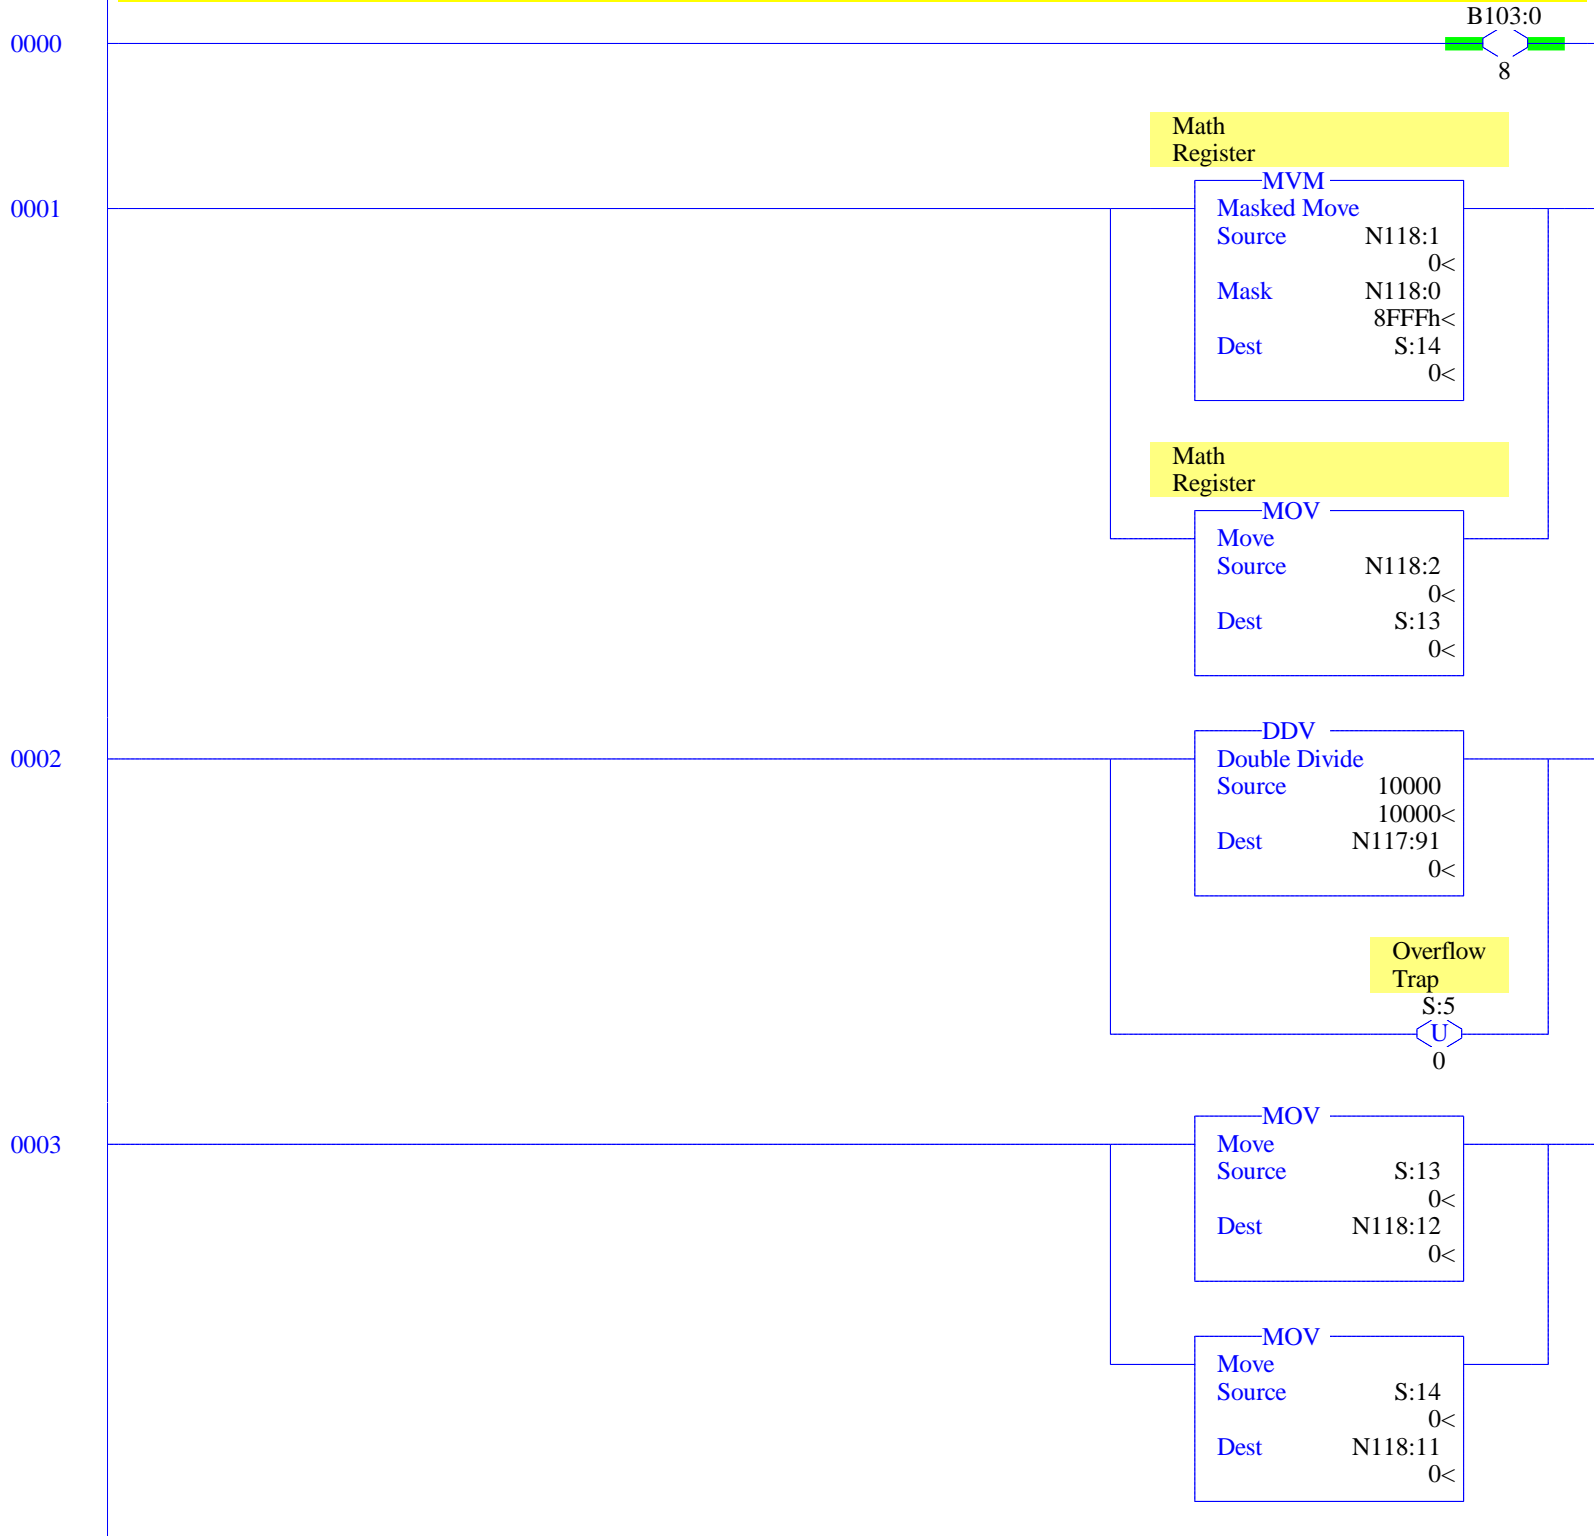 B103:0
0000
8
Math
Register
MVM
0001
Masked Move
Source N118:1
0<
Mask N118:0
8FFFh<
Dest S:14
0<
Math
Register
MOV
Move
Source N118:2
0<
Dest S:13
0<
DDV
0002
Double Divide
Source 10000
10000<
Dest N117:91
0<
Overflow
Trap
S:5
U
0
MOV
0003
Move
Source S:13
0<
Dest N118:12
0<
MOV
Move
Source S:14
0<
Dest N118:11
0<